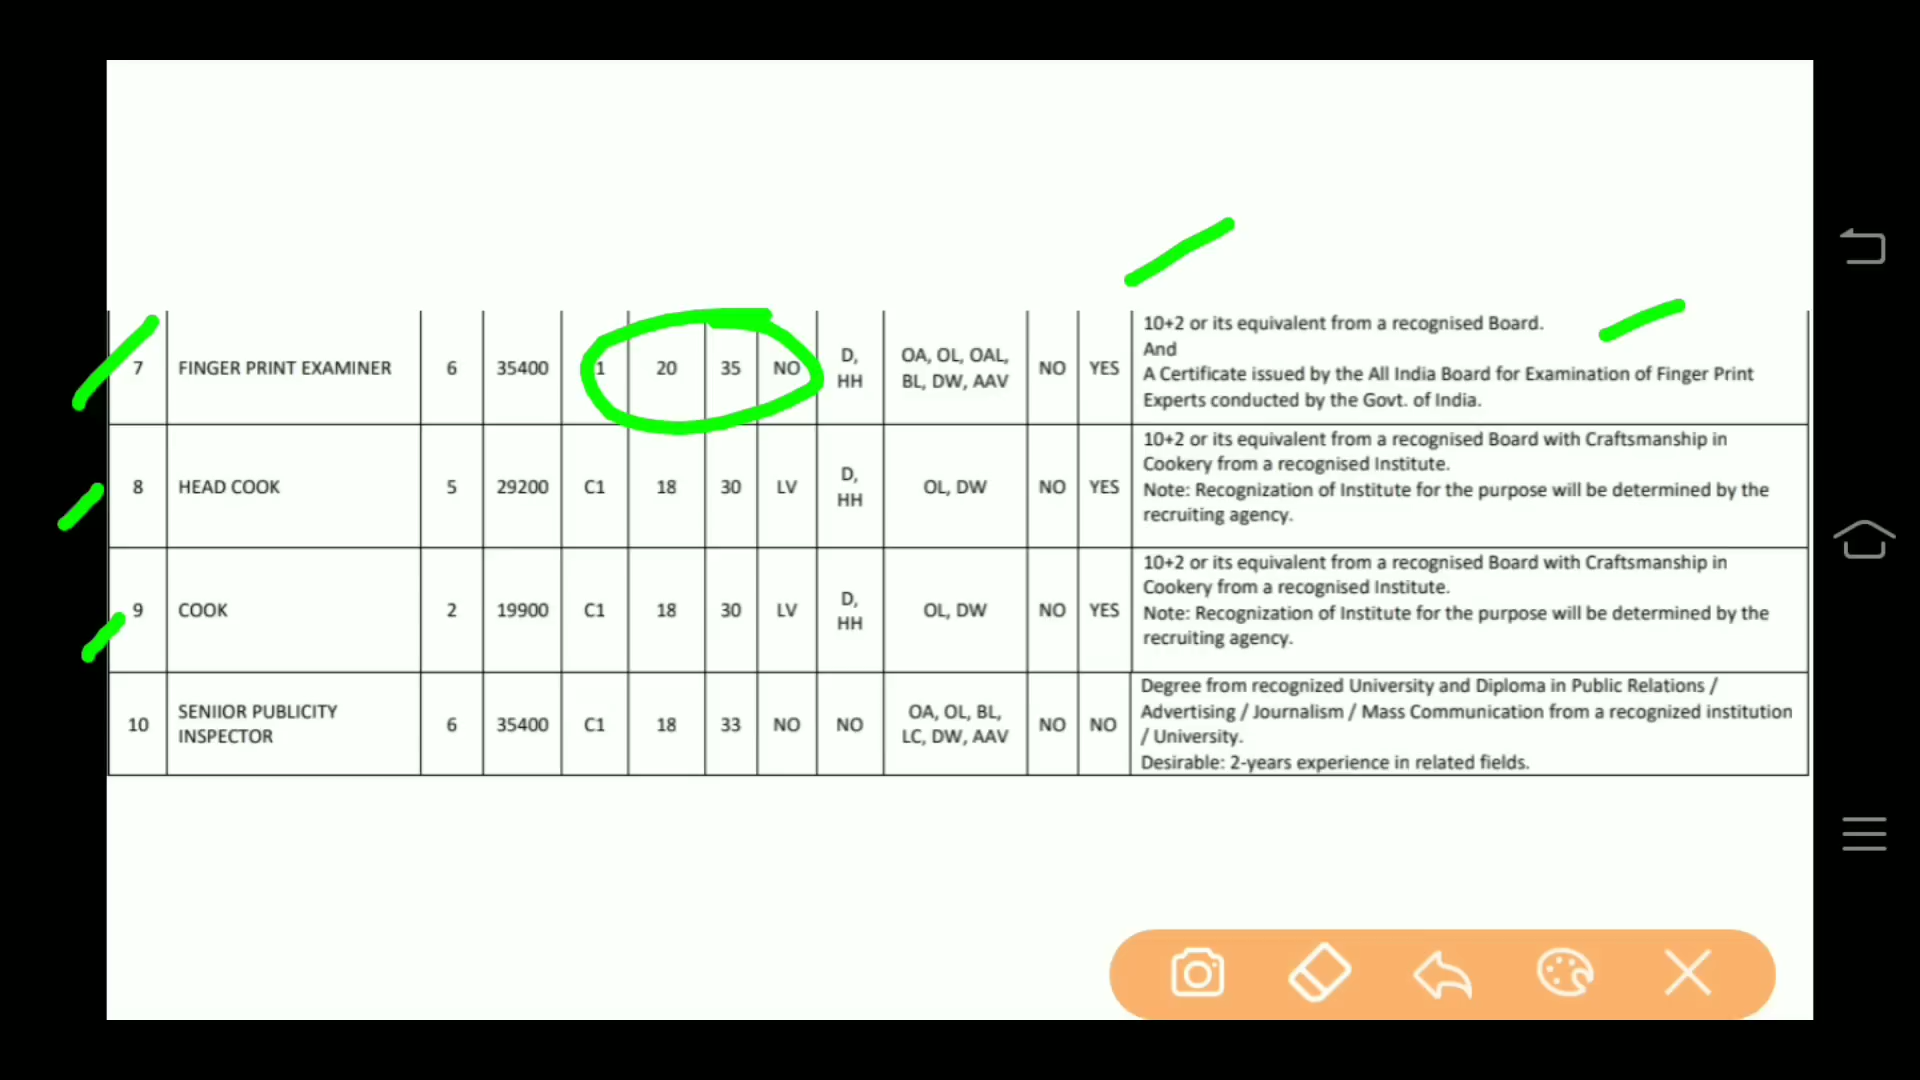 7 FINGER PRINT EXAMINER 6 35400 1 20 35 NO D, HH OA, OL, OAL, BL, DW, AAV NO YES
10+2 or its equivalent from a recognised Board.
And
A Certificate issued by the All India Board for Examination of Finger Print
Experts conducted by the Govt. of India.
8 HEAD COOK 5 29200 C1 18 30 LV D, HH OL, DW NO YES
10+2 or its equivalent from a recognised Board with Craftsmanship in
Cookery from a recognised Institute.
Note: Recognization of Institute for the purpose will be determined by the
recruiting agency.
9 COOK 2 19900 C1 18 30 LV D, HH OL, DW NO YES
10+2 or its equivalent from a recognised Board with Craftsmanship in
Cookery from a recognised Institute.
Note: Recognization of Institute for the purpose will be determined by the
recruiting agency.
10 SENIIOR PUBLICITY INSPECTOR 6 35400 C1 18 33 NO NO OA, OL, BL, LC, DW, AAV NO NO
Degree from recognized University and Diploma in Public Relations /
Advertising / Journalism / Mass Communication from a recognized institution
/ University.
Desirable: 2-years experience in related fields.